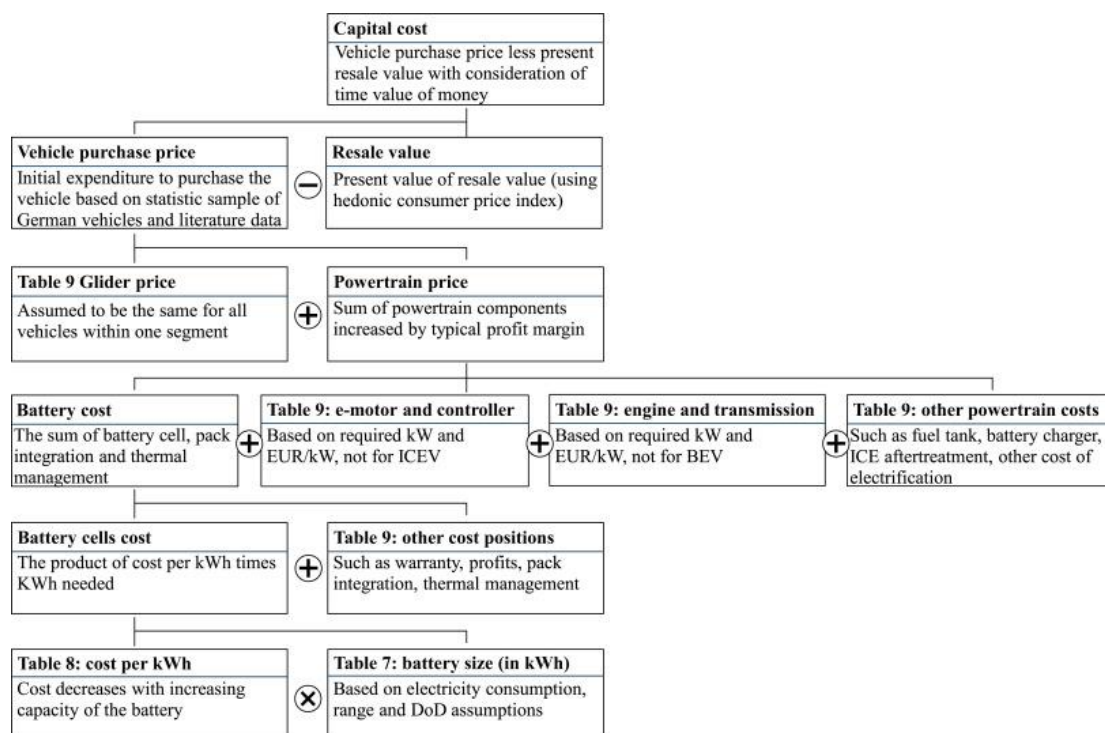 Capital cost
Vehicle purchase price less present
resale value with consideration of
time value of money
Vehicle purchase price
Initial expenditure to purchase the
vehicle based on statistic sample of
German vehicles and literature data
−
Resale value
Present value of resale value (using
hedonic consumer price index)
Table 9 Glider price
Assumed to be the same for all
vehicles within one segment
+
Powertrain price
Sum of powertrain components
increased by typical profit margin
Battery cost
The sum of battery cell, pack
integration and thermal
management
+
Table 9: e-motor and controller
Based on required kW and
EUR/kW, not for ICEV
+
Table 9: engine and transmission
Based on required kW and
EUR/kW, not for BEV
+
Table 9: other powertrain costs
Such as fuel tank, battery charger,
ICE aftertreatment, other cost of
electrification
Battery cells cost
The product of cost per kWh times
KWh needed
+
Table 9: other cost positions
Such as warranty, profits, pack
integration, thermal management
Table 8: cost per kWh
Cost decreases with increasing
capacity of the battery
×
Table 7: battery size (in kWh)
Based on electricity consumption,
range and DoD assumptions